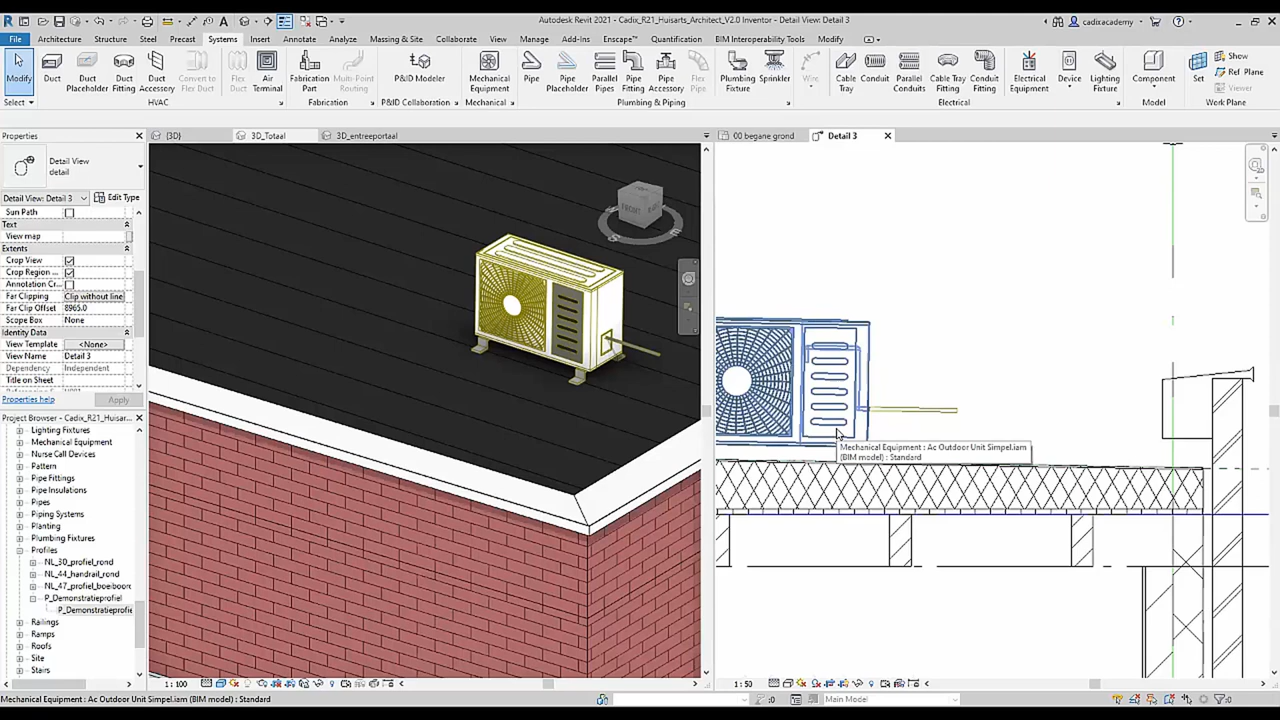 Autodesk Revit 2021 - Cadix_R21_Huisarts_Architect_V2.0 Inventor - Detail View: Detail 3
cadixacademy
File Architecture Structure Steel Precast Systems Insert Annotate Analyze Massing & Site Collaborate View Manage Add-Ins Enscape™ Quantification BIM Interoperability Tools Modify
Modify
Duct
Duct Placeholder
Duct Fitting
Duct Accessory
Convert to Flex Duct
Flex Duct
Air Terminal
Fabrication Part
Multi-Point Routing
P&ID Modeler
Mechanical Equipment
Pipe
Pipe Placeholder
Parallel Pipes
Pipe Fitting
Pipe Accessory
Flex Pipe
Plumbing Fixture
Sprinkler
Wire
Cable Tray
Conduit
Parallel Conduits
Cable Tray Fitting
Conduit Fitting
Electrical Equipment
Device
Lighting Fixture
Component
Set
Show
Ref Plane
Viewer
Select HVAC Fabrication P&ID Collaboration Mechanical Plumbing & Piping Electrical Model Work Plane
Properties
{3D} 3D_Totaal 3D_entreeportaal
00 begane grond Detail 3
Detail View
detail
Detail View: Detail 3 Edit Type
Sun Path
Text
View map
Extents
Crop View
Crop Region ...
Annotation Cr...
Far Clipping Clip without line
Far Clip Offset 8965.0
Scope Box None
Identity Data
View Template <None>
View Name Detail 3
Dependency Independent
Title on Sheet
Properties help Apply
Project Browser - Cadix_R21_Huisart...
Lighting Fixtures
Mechanical Equipment
Nurse Call Devices
Pattern
Pipe Fittings
Pipe Insulations
Pipes
Piping Systems
Planting
Plumbing Fixtures
Profiles
NL_30_profiel_rond
NL_44_handrail_rond
NL_47_profiel_boeiboord
P_Demonstratieprofiel
P_Demonstratieprofie
Railings
Ramps
Roofs
Site
Stairs
FRONT
Mechanical Equipment : Ac Outdoor Unit Simpel.iam
(BIM model) : Standard
1 : 100
1 : 50
Mechanical Equipment : Ac Outdoor Unit Simpel.iam (BIM model) : Standard
:0
Main Model
:0